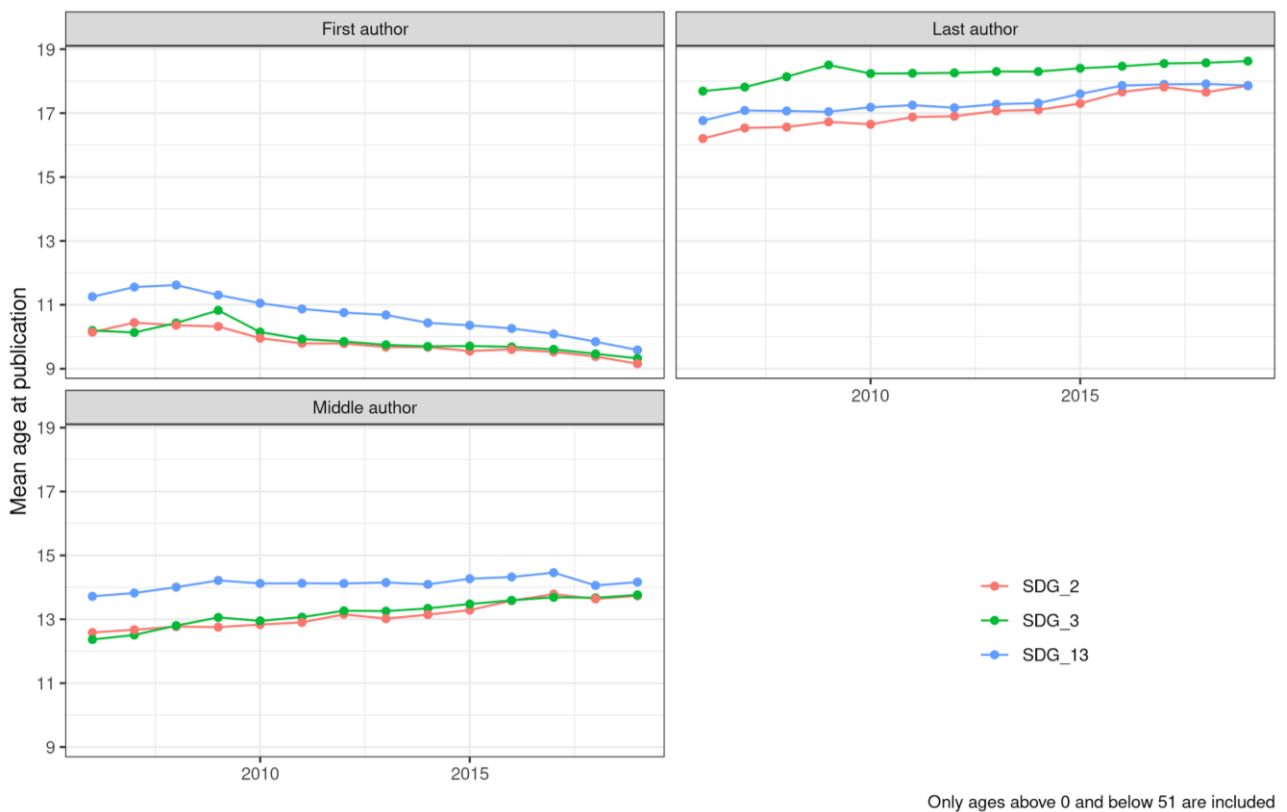 First author
Last author
19
17
15
13
11
9
2010
2015
Middle author
19
17
15
13
11
9
2010
2015
Mean age at publication
SDG_2
SDG_3
SDG_13
Only ages above 0 and below 51 are included